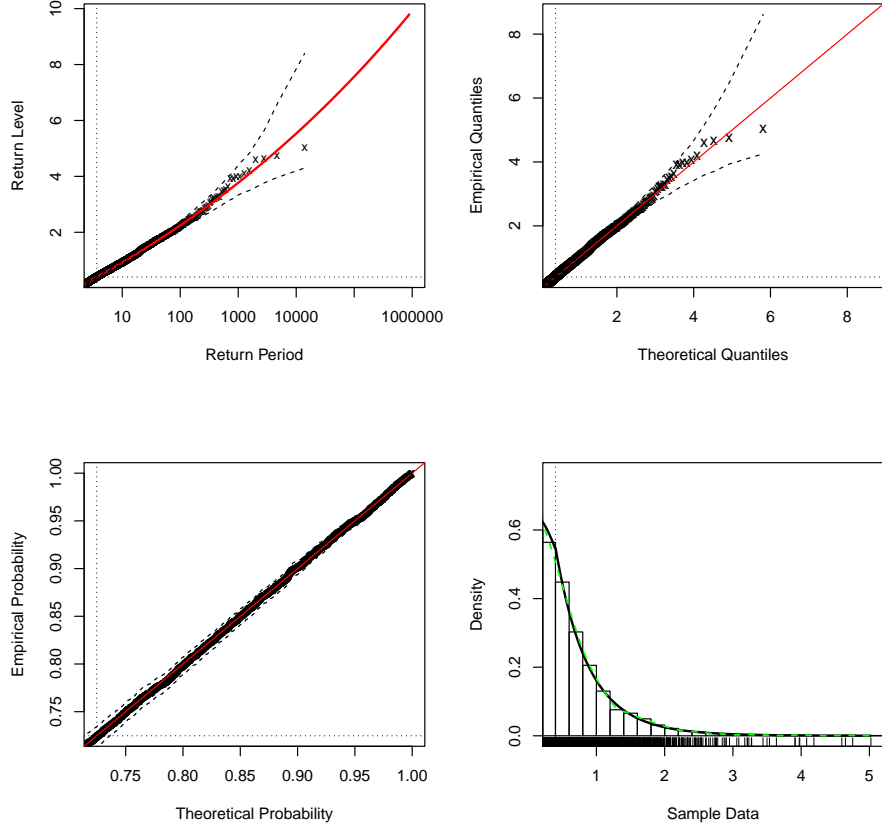 10
8
6
4
2
Return Level
10 100 1000 10000 1000000
Return Period
8
6
4
2
Empirical Quantiles
2 4 6 8
Theoretical Quantiles
1.00
0.95
0.90
0.85
0.80
0.75
Empirical Probability
0.75 0.80 0.85 0.90 0.95 1.00
Theoretical Probability
0.6
0.4
0.2
0.0
Density
1 2 3 4 5
Sample Data